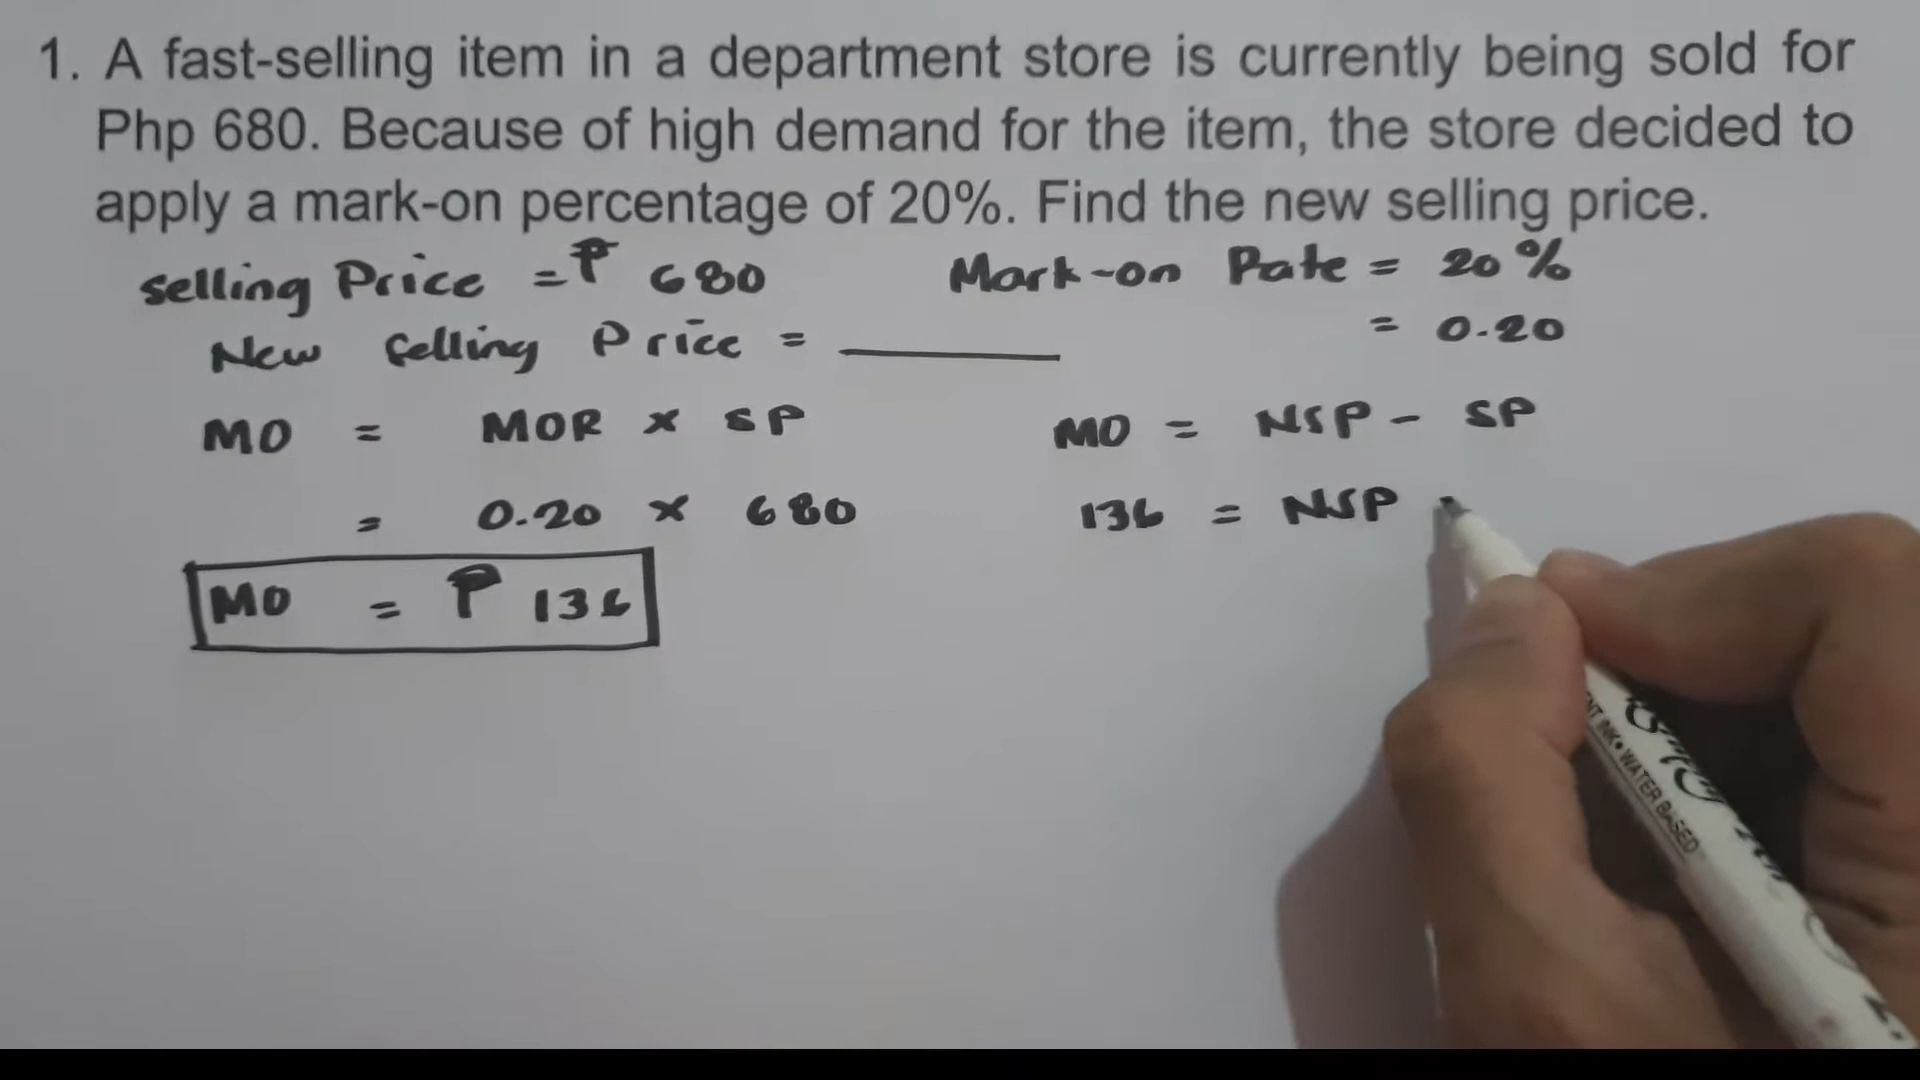 1. A fast-selling item in a department store is currently being sold for
Php 680. Because of high demand for the item, the store decided to
apply a mark-on percentage of 20%. Find the new selling price.
Selling Price = ₱ 680
Mark-on Rate = 20%
= 0.20
New Selling Price =
MO = MOR x SP
MO = NSP - SP
= 0.20 x 680
136 = NSP
MO = ₱ 136
INK • WATER BASED